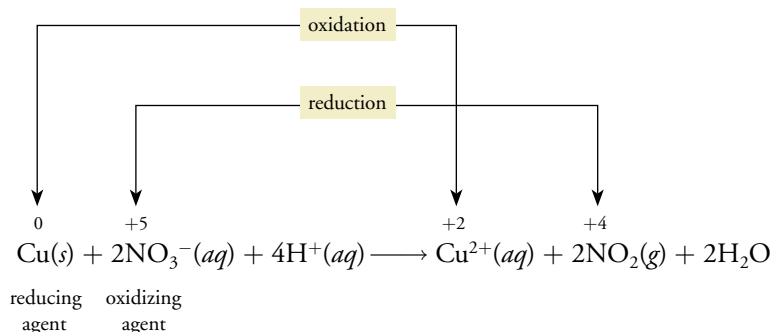 oxidation
reduction
0 +5 +2 +4
Cu(s) + 2NO₃⁻(aq) + 4H⁺(aq) ⟶ Cu²⁺(aq) + 2NO₂(g) + 2H₂O
reducing agent
oxidizing agent